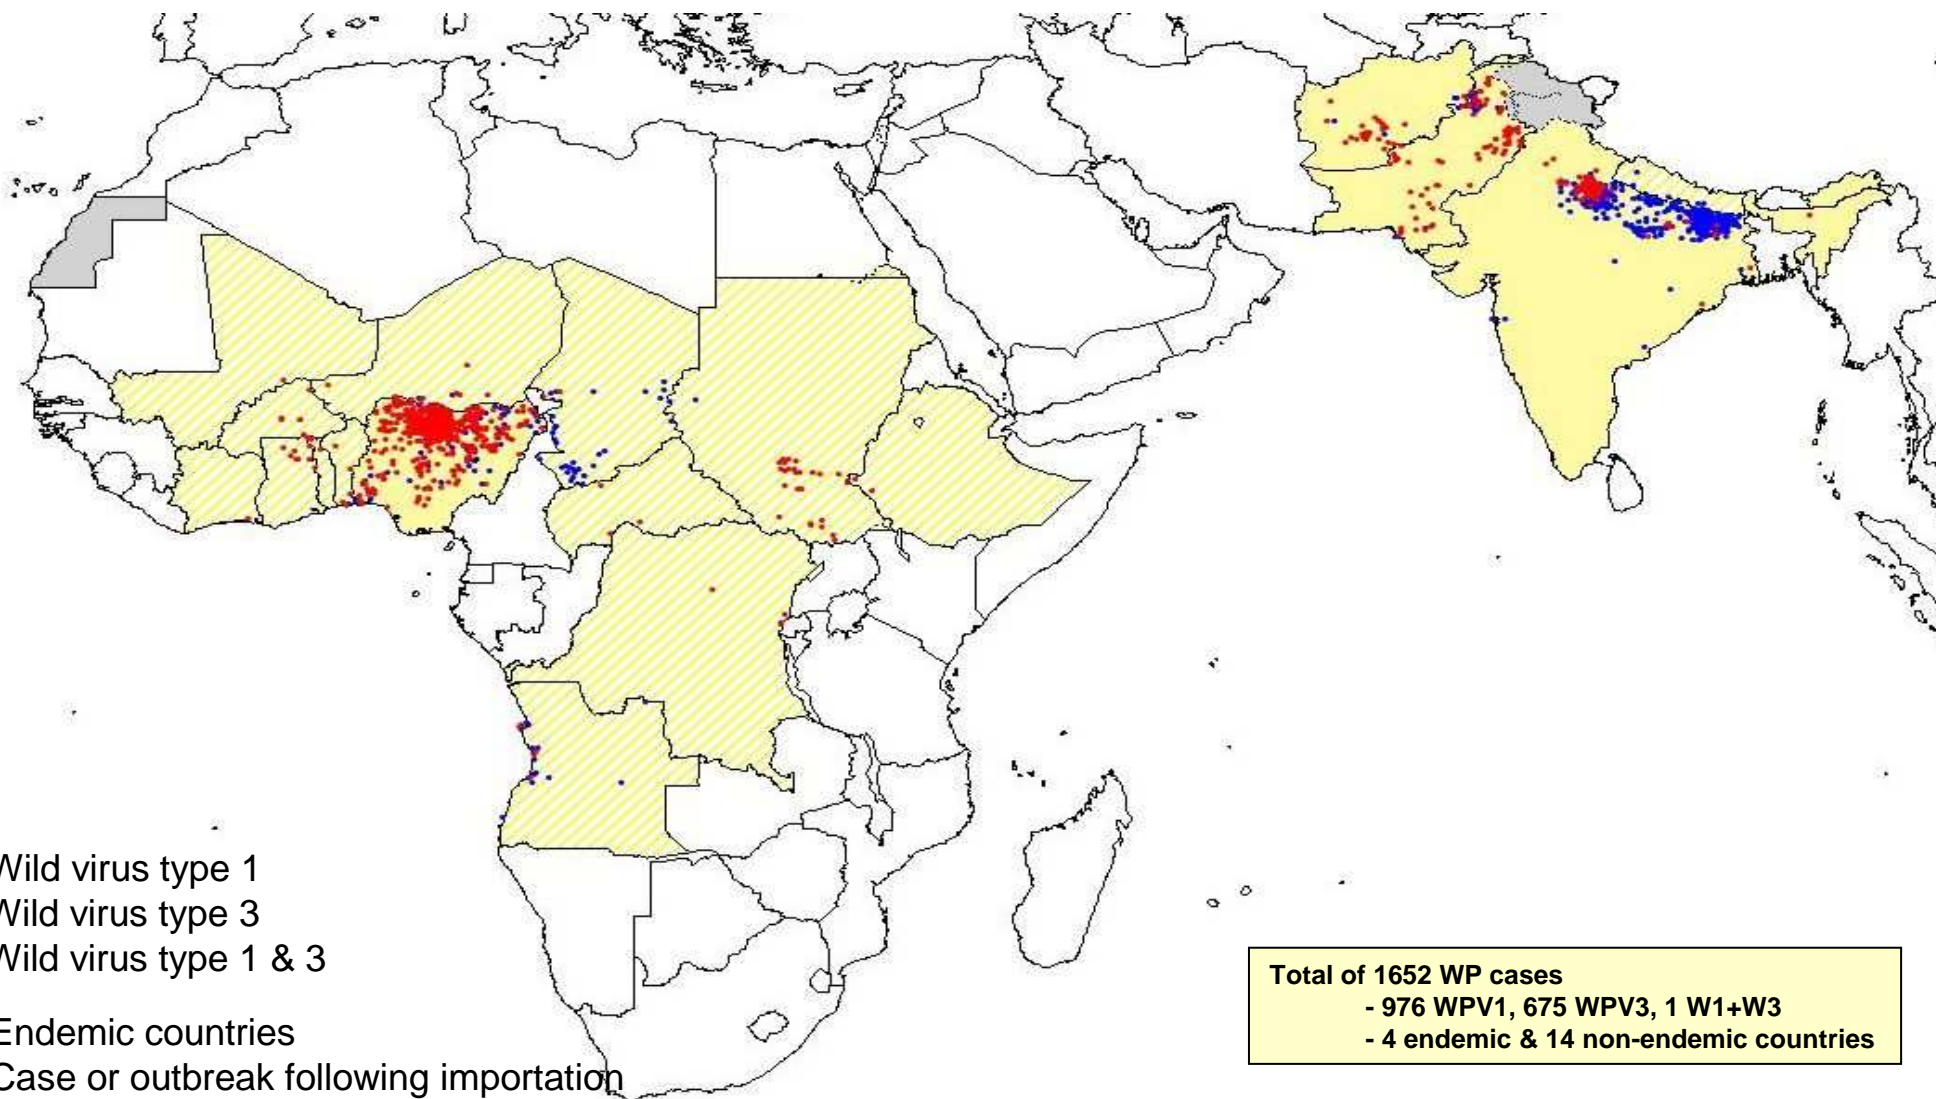 Wild virus type 1
Wild virus type 3
Wild virus type 1 & 3
Endemic countries
Case or outbreak following importation
Total of 1652 WP cases
- 976 WPV1, 675 WPV3, 1 W1+W3
- 4 endemic & 14 non-endemic countries